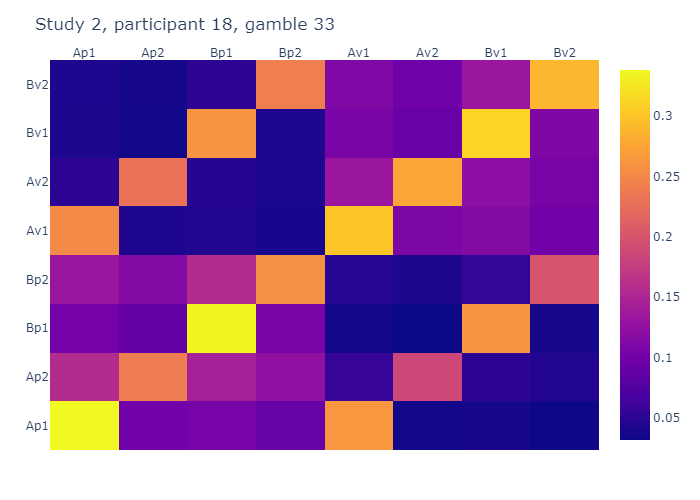 Study 2, participant 18, gamble 33
Ap1 Ap2 Bp1 Bp2 Av1 Av2 Bv1 Bv2
Bv2
Bv1
Av2
Av1
Bp2
Bp1
Ap2
Ap1
0.3
0.25
0.2
0.15
0.1
0.05